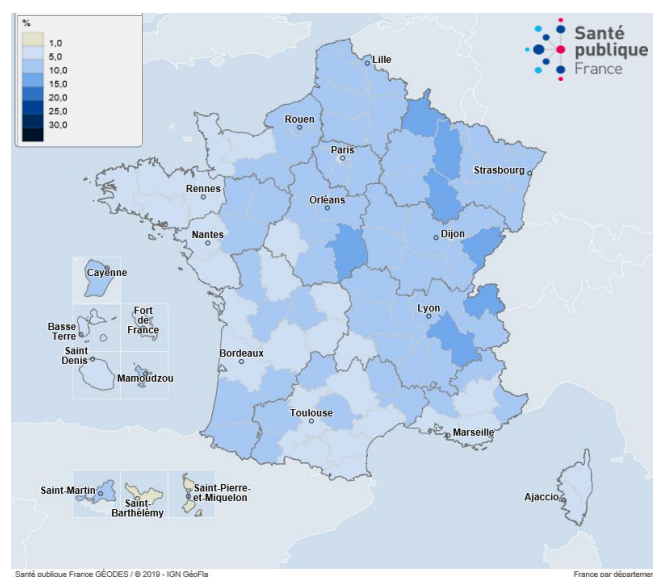 %
1,0
5,0
10,0
15,0
20,0
25,0
30,0
Santé
publique
France
Lille
Rouen
Paris
Strasbourg
Rennes
Orléans
Nantes
Dijon
Cayenne
Lyon
Basse
Terre
Fort
de
France
Saint
Denis
Mamoudzou
Bordeaux
Toulouse
Marseille
Saint-Martin
Saint-
Barthélémy
Saint-Pierre-
et-Miquelon
Ajaccio
Santé publique France GÉODES / © 2019 - IGN GéoFla
France par départemen